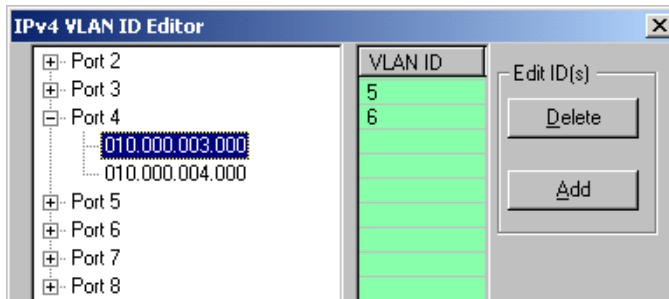 IPv4 VLAN ID Editor
Port 2
Port 3
Port 4
010.000.003.000
010.000.004.000
Port 5
Port 6
Port 7
Port 8
VLAN ID
5
6
Edit ID(s)
Delete
Add